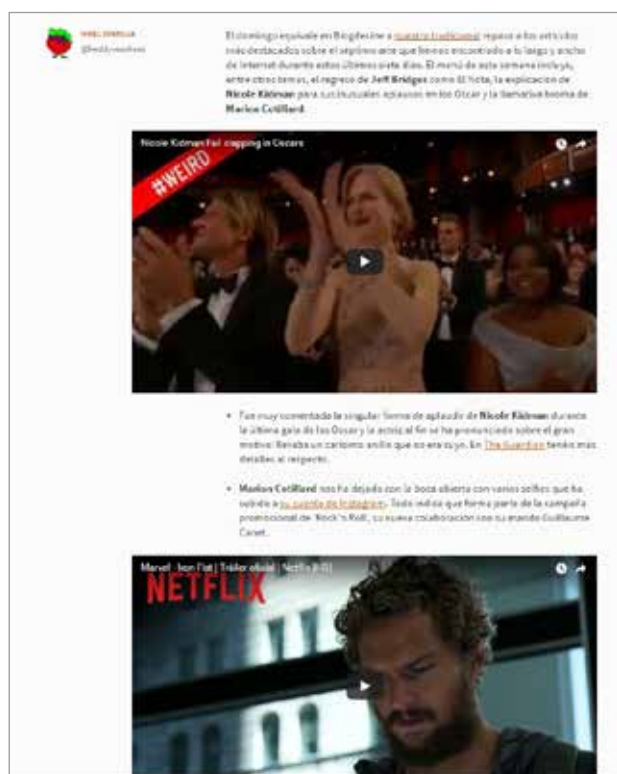 MIKEL ZORRILLA
El domingo equivale en Blogdecine a nuestro tradicional repaso a los artículos
más destacados sobre el séptimo arte que hemos encontrado a lo largo y ancho
de Internet durante estos últimos siete días. El menú de esta semana incluye,
entre otros temas, el regreso de Jeff Bridges como El Nota, la explicación de
Nicole Kidman para sus inusuales aplausos en los Oscar y la llamativa broma de
Marion Cotillard.
Nicole Kidman Fail clapping in Oscars
#WEIRD
• Fue muy comentada la singular forma de aplaudir de Nicole Kidman durante
la última gala de los Oscar y la actriz al fin se ha pronunciado sobre el gran
motivo: llevaba un carísimo anillo que no era suyo. En The Guardian tenéis más
detalles al respecto.
• Marion Cotillard nos ha dejado con la boca abierta con varios selfies que ha
subido a su cuenta de Instagram. Todo indica que forma parte de la campaña
promocional de 'Rock'n Roll', su nueva colaboración con su marido Guillaume
Canet.
Marvel - Iron Fist | Tráiler oficial | Netflix [HD]
NETFLIX